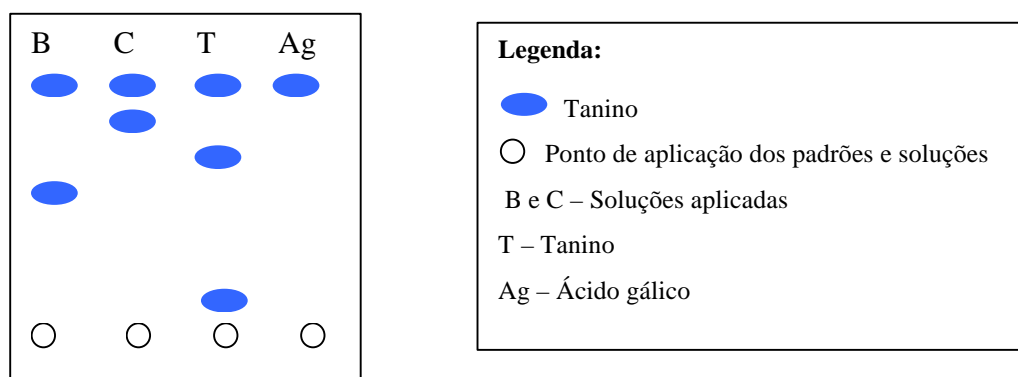 B C T Ag
Legenda:
Tanino
Ponto de aplicação dos padrões e soluções
B e C – Soluções aplicadas
T – Tanino
Ag – Ácido gálico